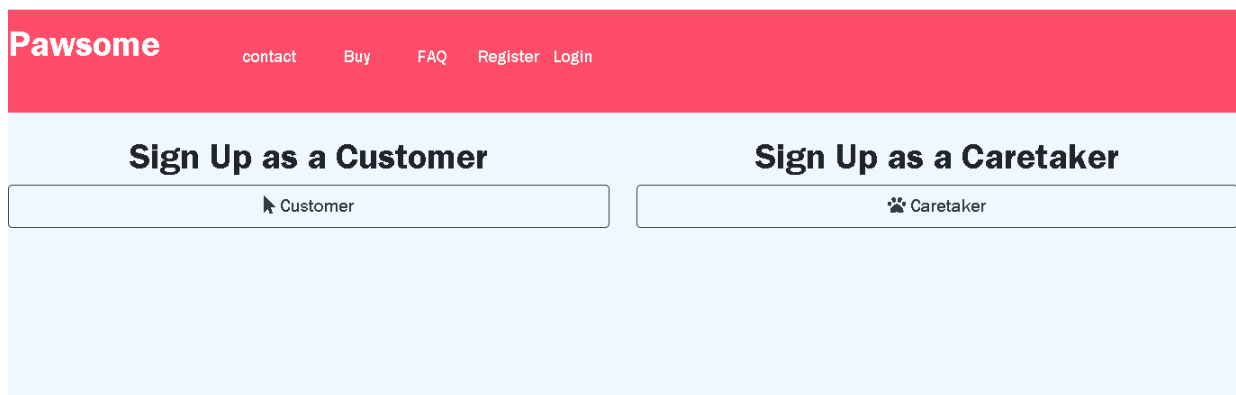 Pawsome
contact Buy FAQ Register Login
Sign Up as a Customer
Customer
Sign Up as a Caretaker
Caretaker